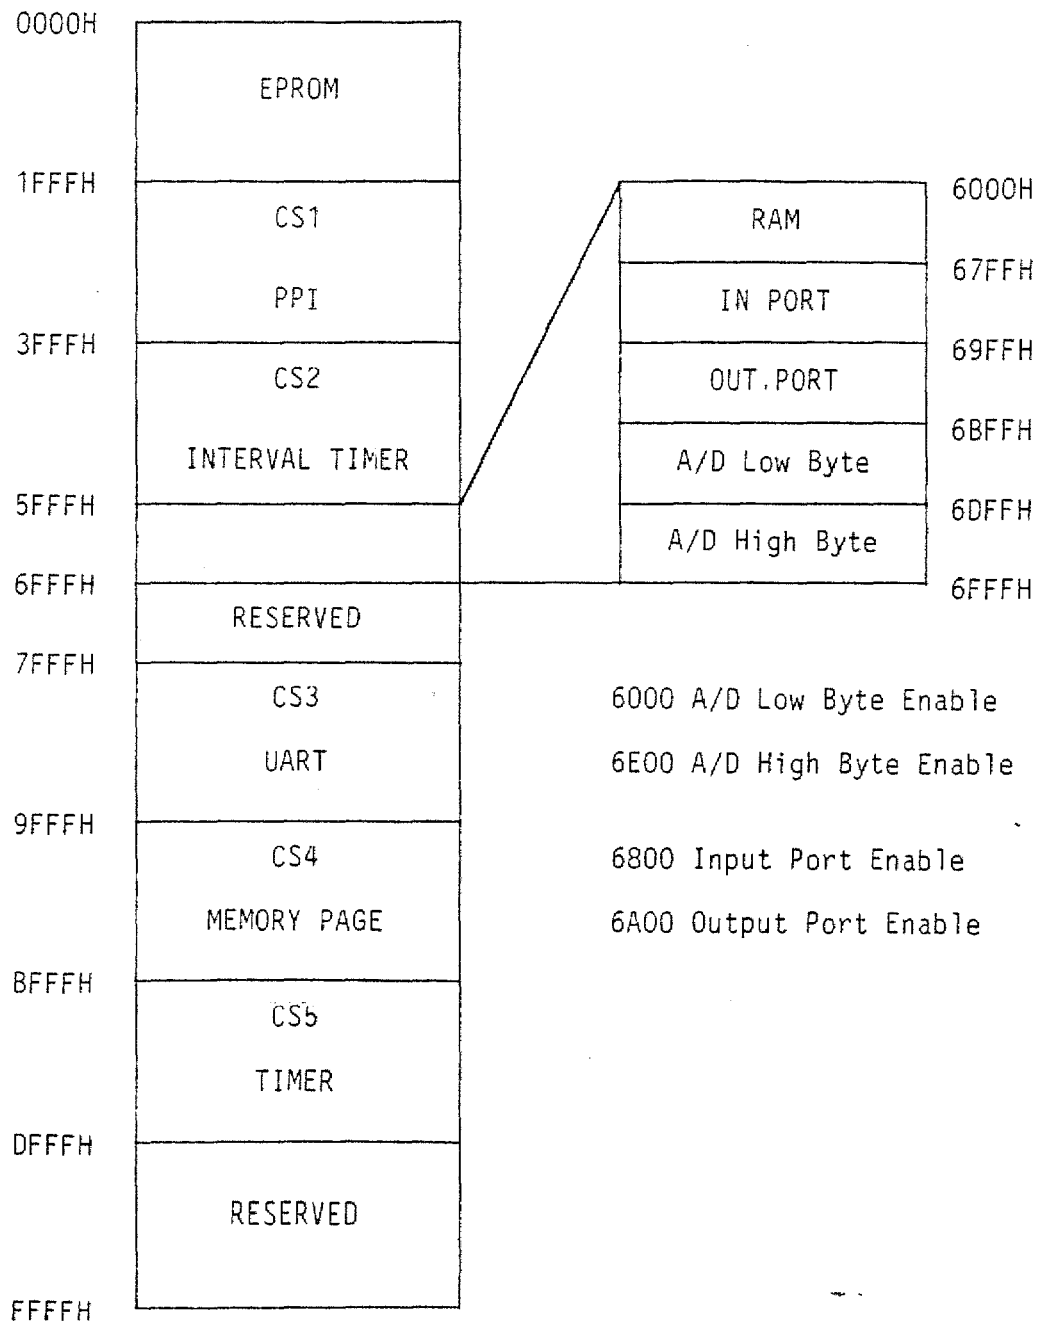 0000H
EPROM
1FFFH
CS1
PPI
3FFFH
CS2
INTERVAL TIMER
5FFFH
6FFFH
RESERVED
7FFFH
CS3
UART
9FFFH
CS4
MEMORY PAGE
BFFFH
CS5
TIMER
DFFFH
RESERVED
FFFFH
6000H
RAM
67FFH
IN PORT
69FFH
OUT.PORT
6BFFH
A/D Low Byte
6DFFH
A/D High Byte
6FFFH
6000 A/D Low Byte Enable
6E00 A/D High Byte Enable
6800 Input Port Enable
6A00 Output Port Enable